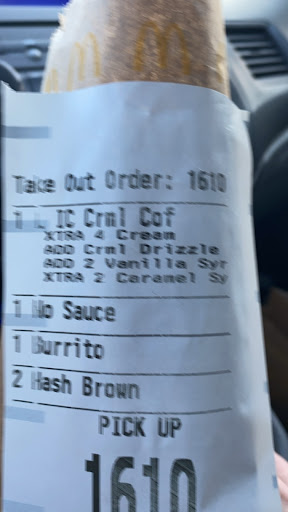 Take Out Order: 1610
1 L IC Crml Cof
XTRA 4 Cream
ADD Crml Drizzle
ADD 2 Vanilla Syr
XTRA 2 Caramel Sy
1 No Sauce
1 Burrito
2 Hash Brown
PICK UP
1610